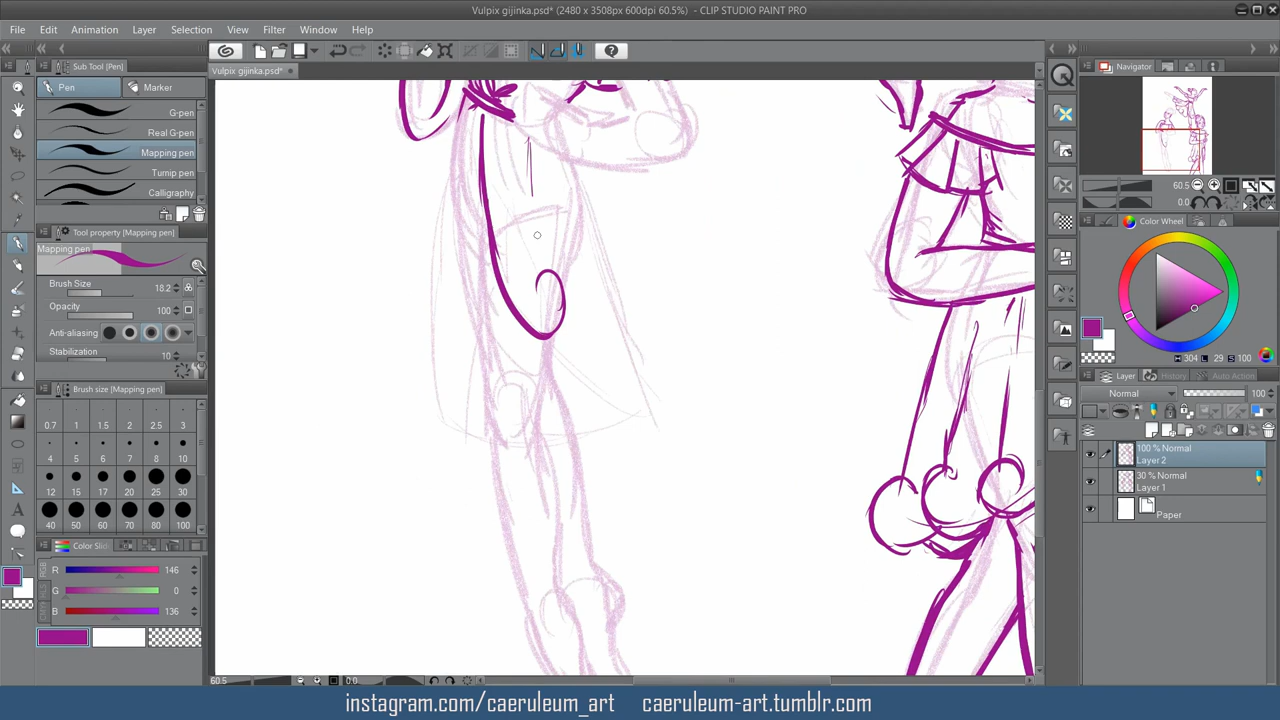 Vulpix gijinka.psd* (2480 x 3508px 600dpi 60.5%) - CLIP STUDIO PAINT PRO
File Edit Animation Layer Selection View Filter Window Help
Sub Tool [Pen]
Vulpix gijinka.psd*
Navigator
Pen Marker
G-pen
Real G-pen
Mapping pen
Turnip pen
Calligraphy
60.5
0.0
Tool property [Mapping pen]
Mapping pen
Color Wheel
Brush Size 18.2
Opacity 100
Anti-aliasing
Stabilization 10
H 304 L 29 S 100
Layer History Auto Action
Brush size [Mapping pen]
Normal 100
0.7 1 1.5 2 2.5 3
4 5 6 7 8 10
12 15 17 20 25 30
40 50 60 70 80 100
100 % Normal
Layer 2
30 % Normal
Layer 1
Paper
Color Slid
RGB
R 146
G 0
B 136
60.5 0.0
instagram.com/caeruleum_art caeruleum-art.tumblr.com